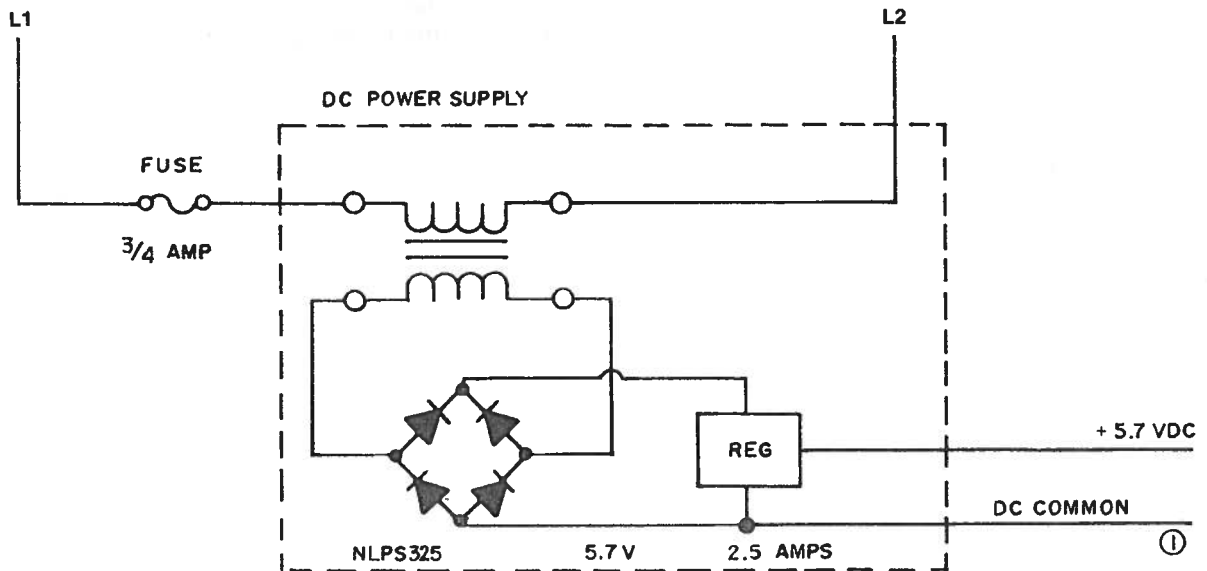 L1
L2
DC POWER SUPPLY
FUSE
3/4 AMP
REG
+ 5.7 VDC
DC COMMON
①
NLPS325 5.7 V 2.5 AMPS